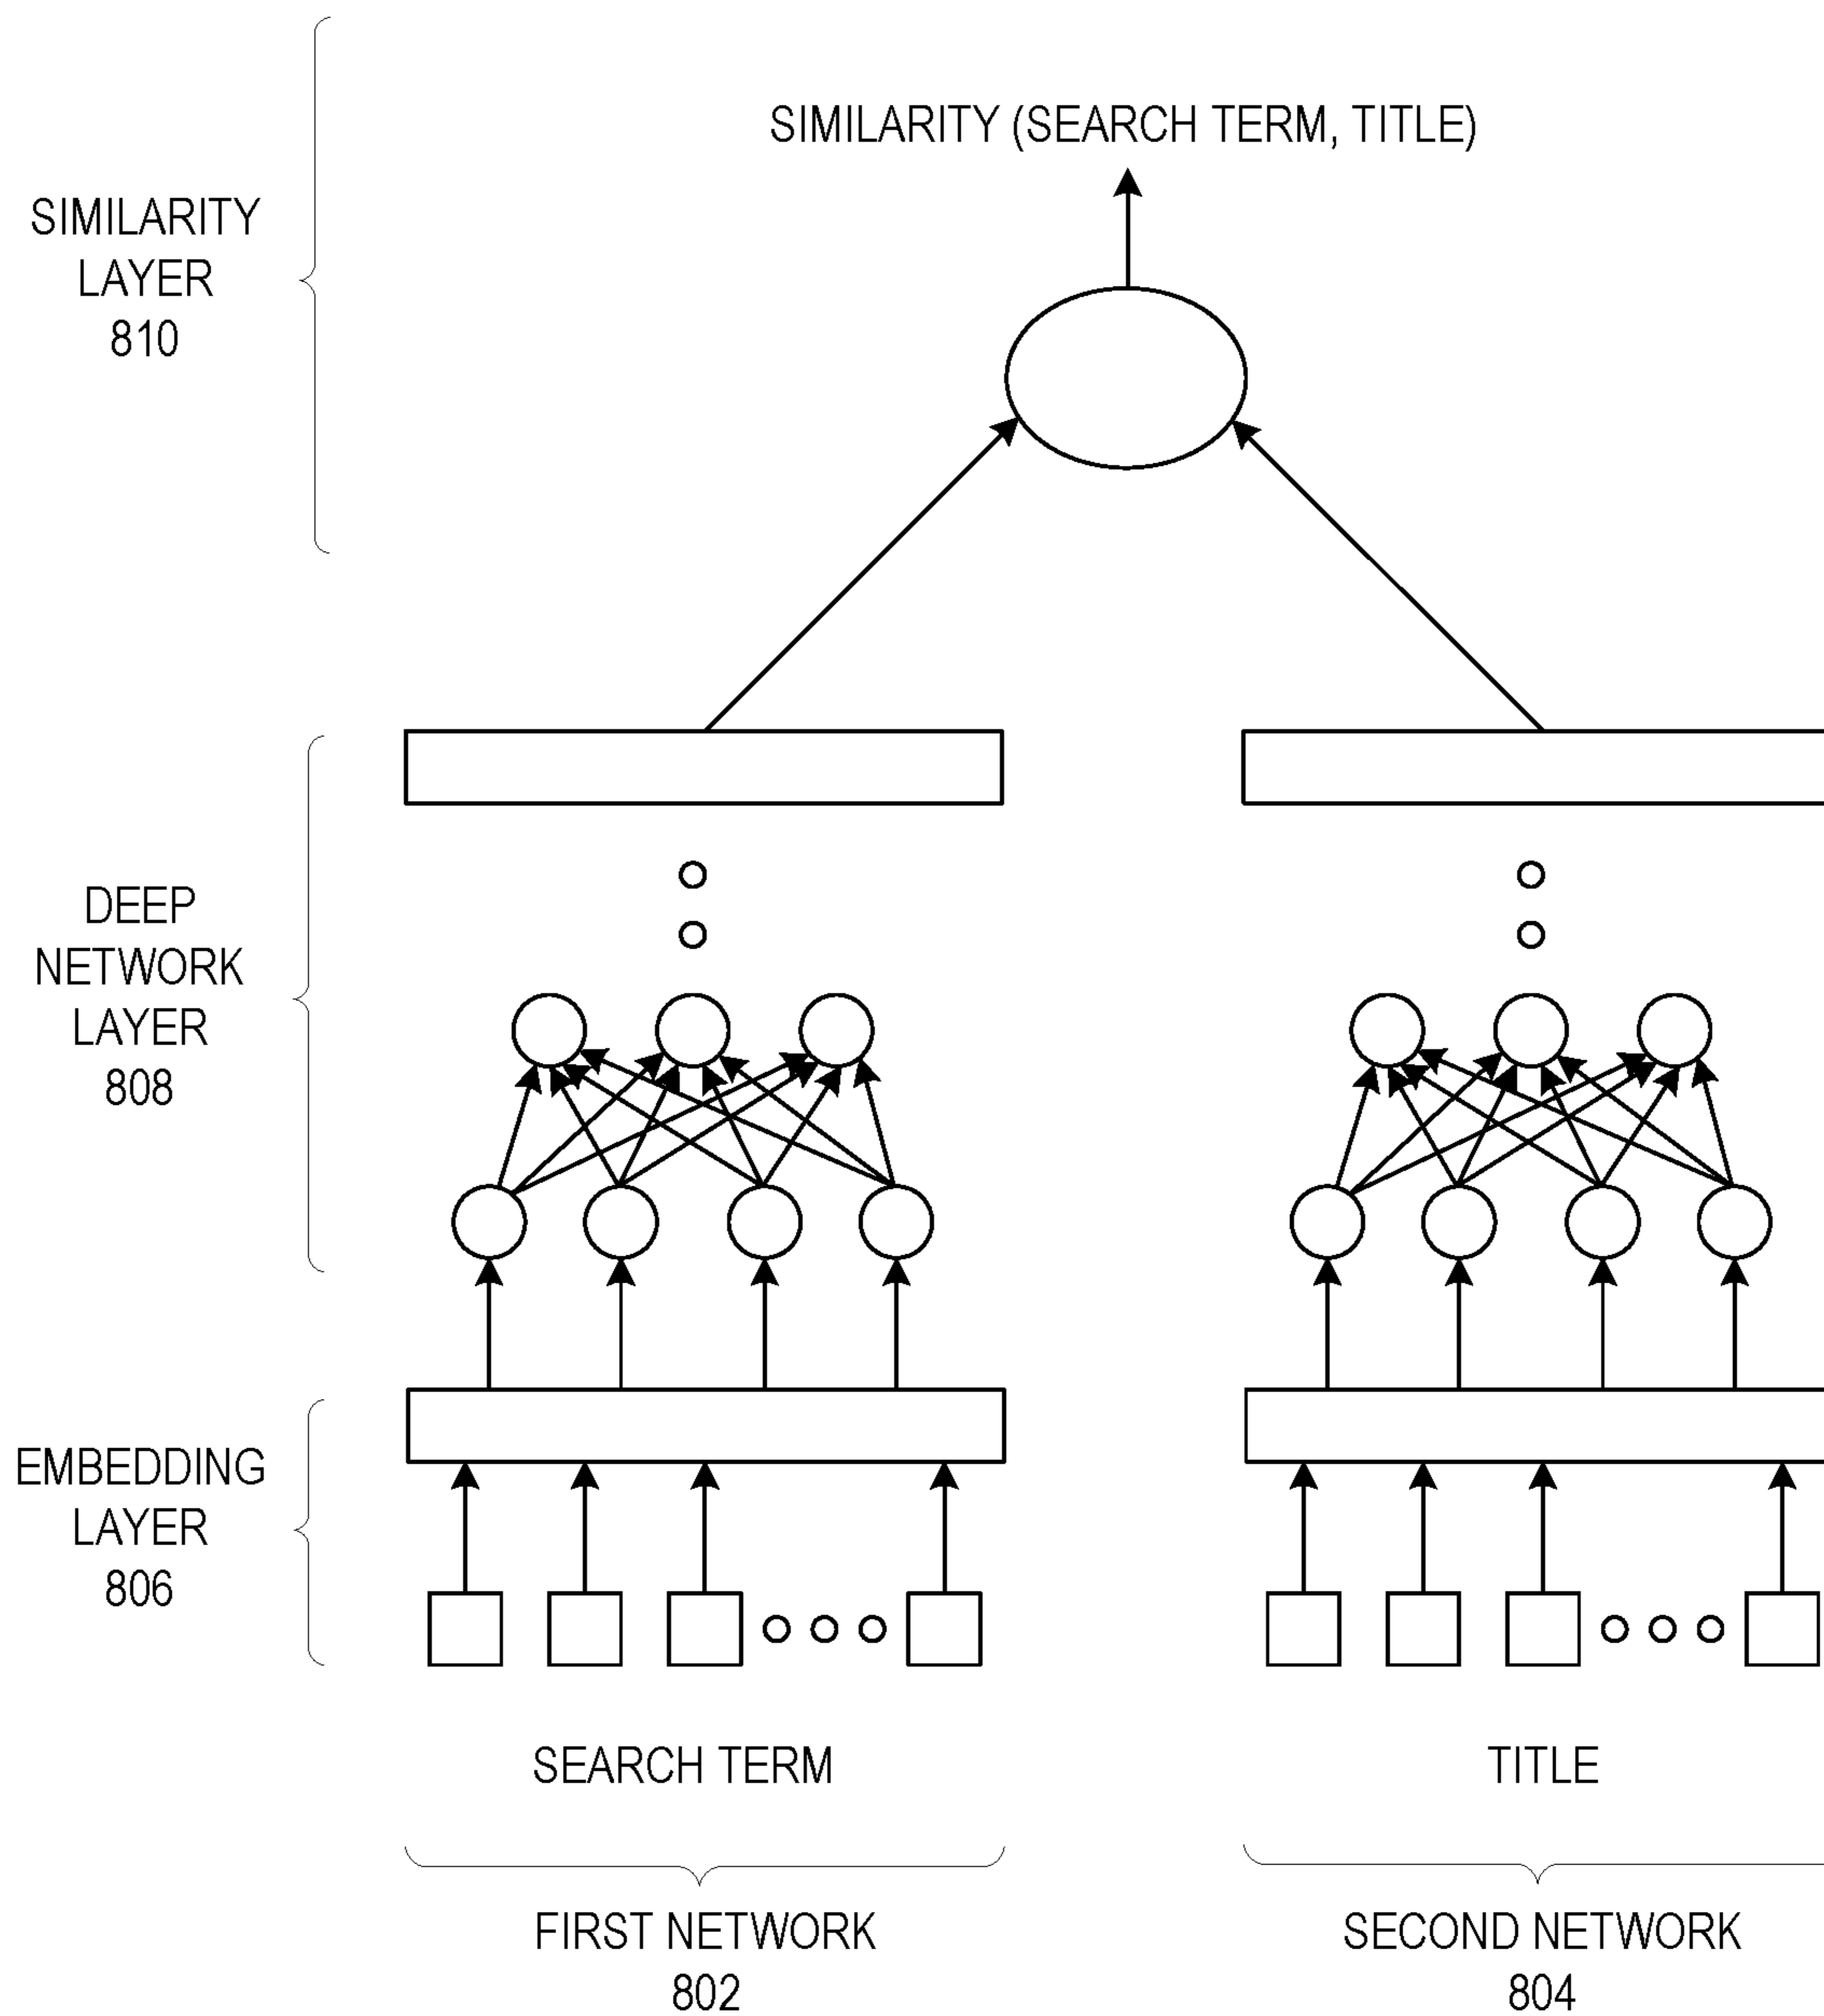 SIMILARITY (SEARCH TERM, TITLE)
SIMILARITY
LAYER
810
DEEP
NETWORK
LAYER
808
EMBEDDING
LAYER
806
SEARCH TERM
TITLE
FIRST NETWORK
802
SECOND NETWORK
804